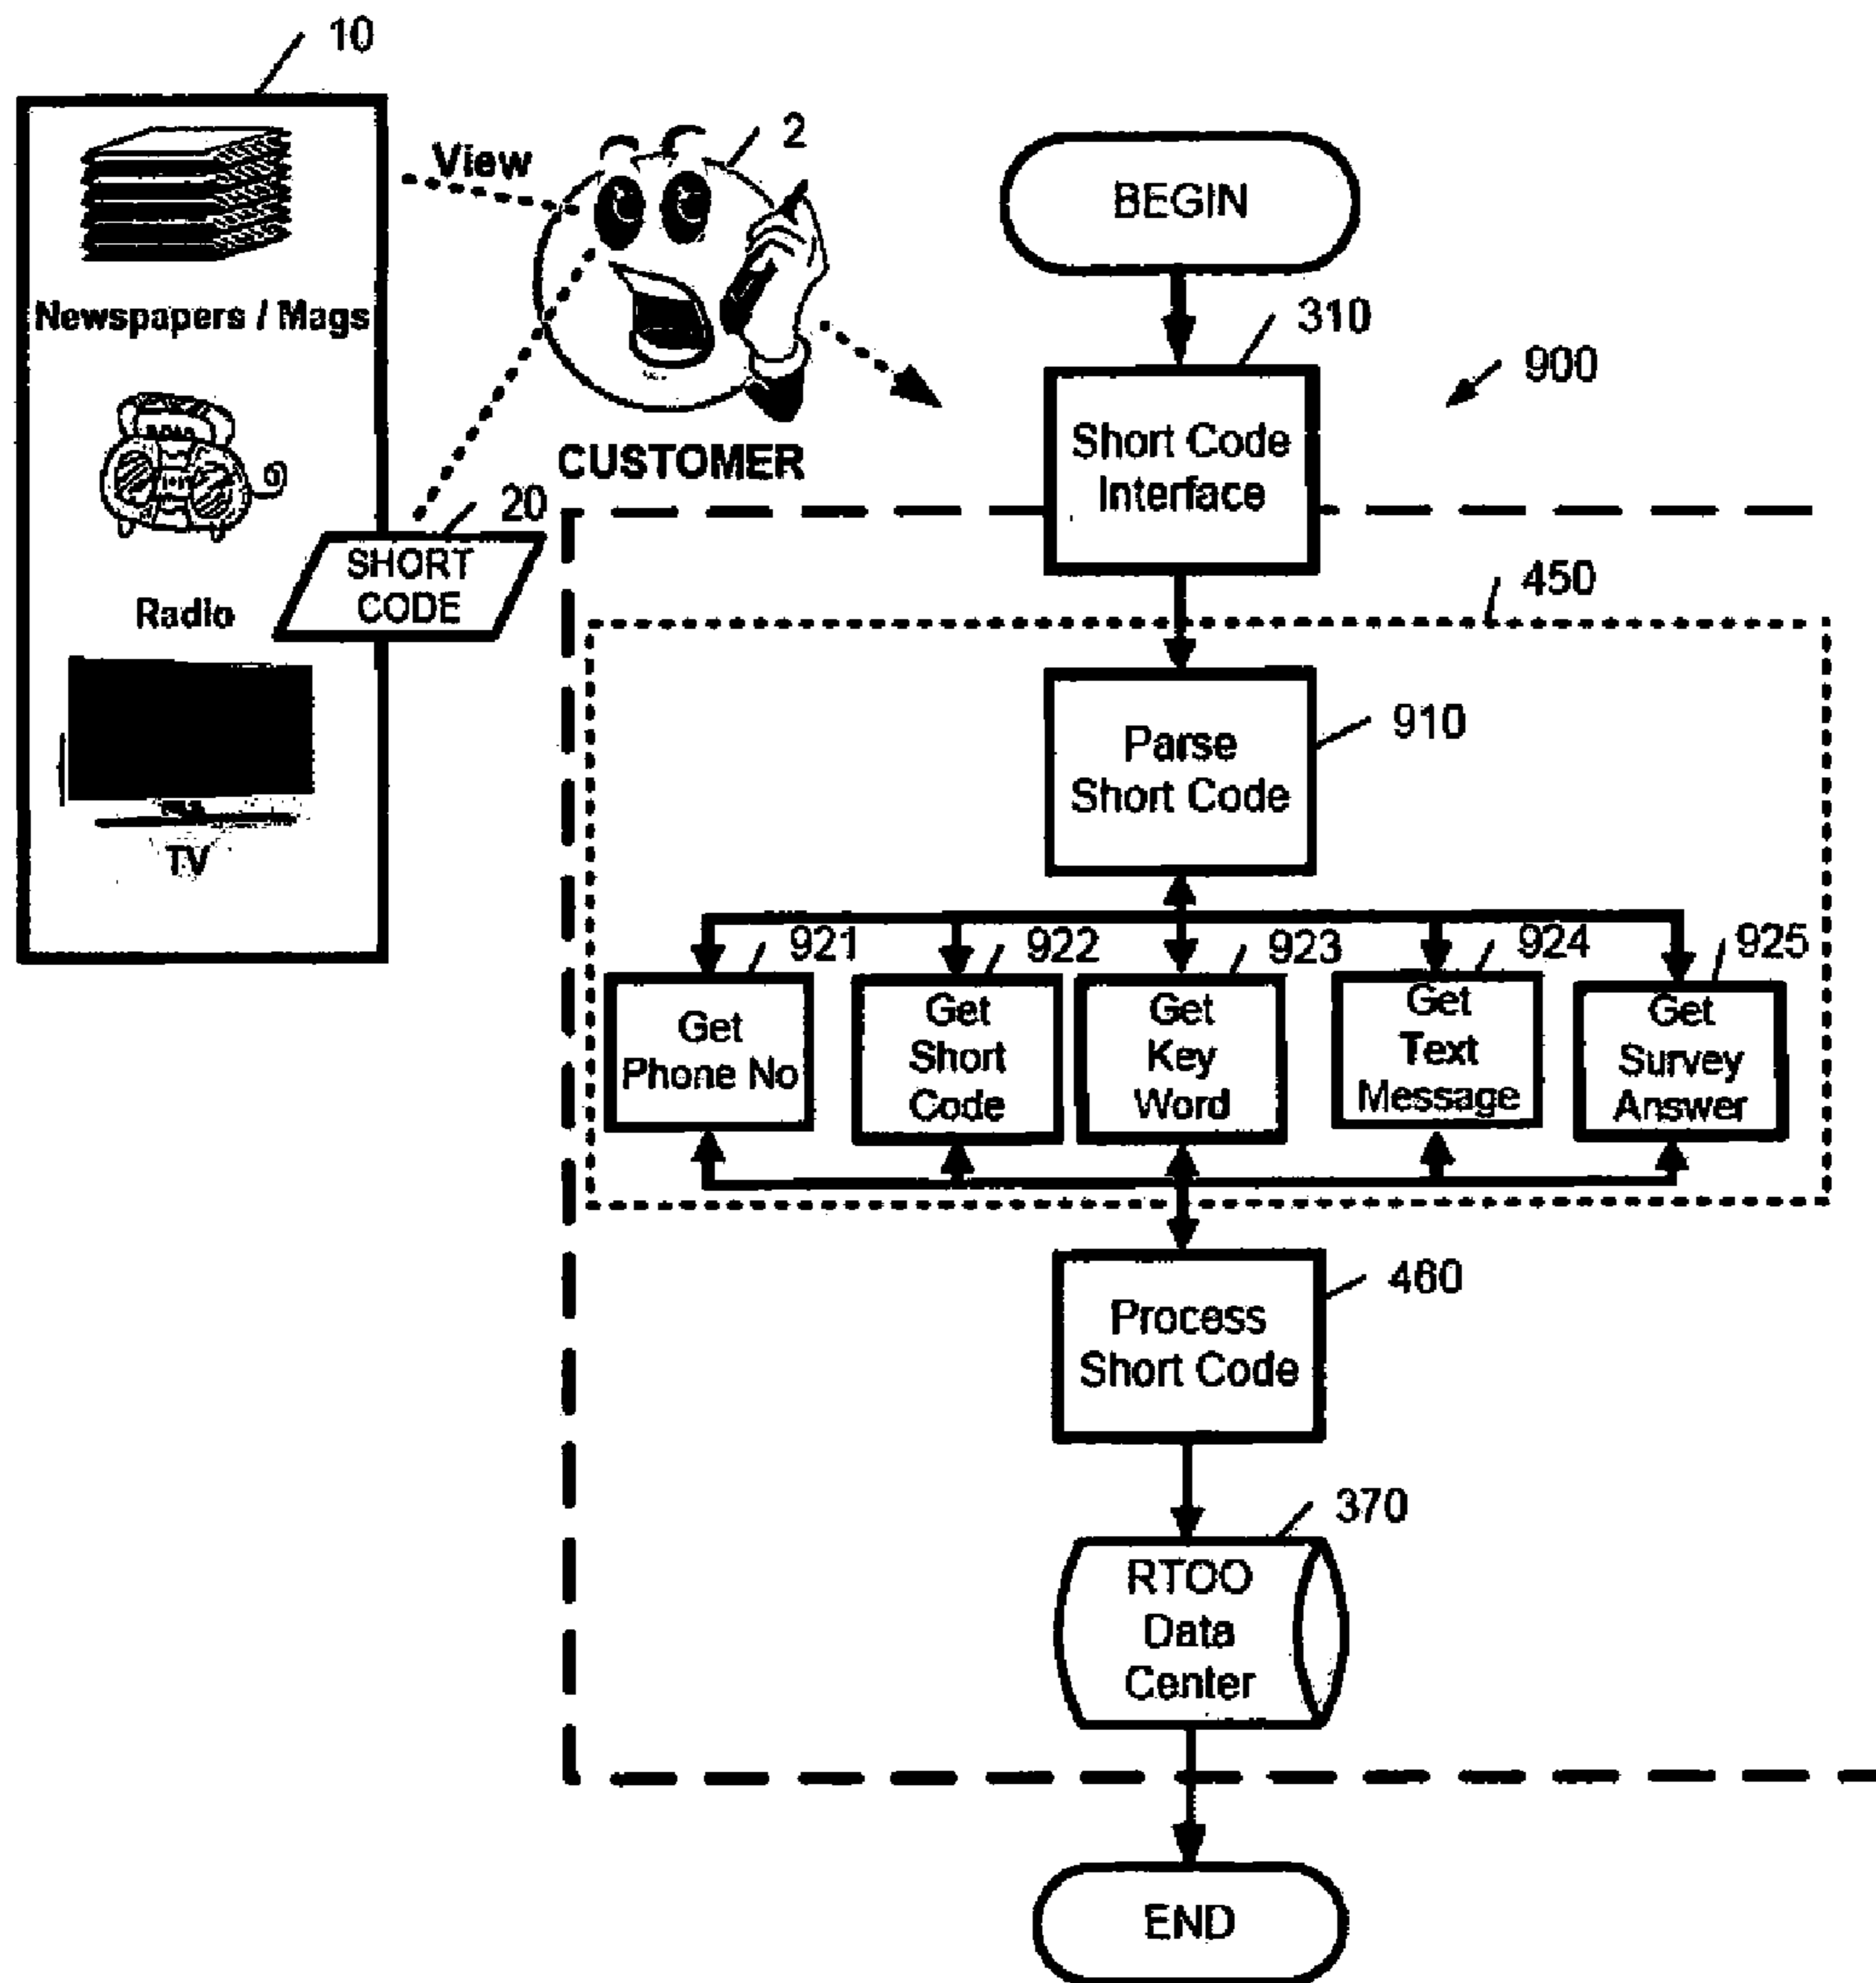 10
View
2
BEGIN
Newspapers / Mags
310
900
Short Code
Interface
CUSTOMER
20
SHORT
CODE
Radio
450
910
Parse
Short Code
TV
921
922
923
924
925
Get
Phone No
Get
Short
Code
Get
Key
Word
Get
Text
Message
Get
Survey
Answer
460
Process
Short Code
370
RTOO
Data
Center
END